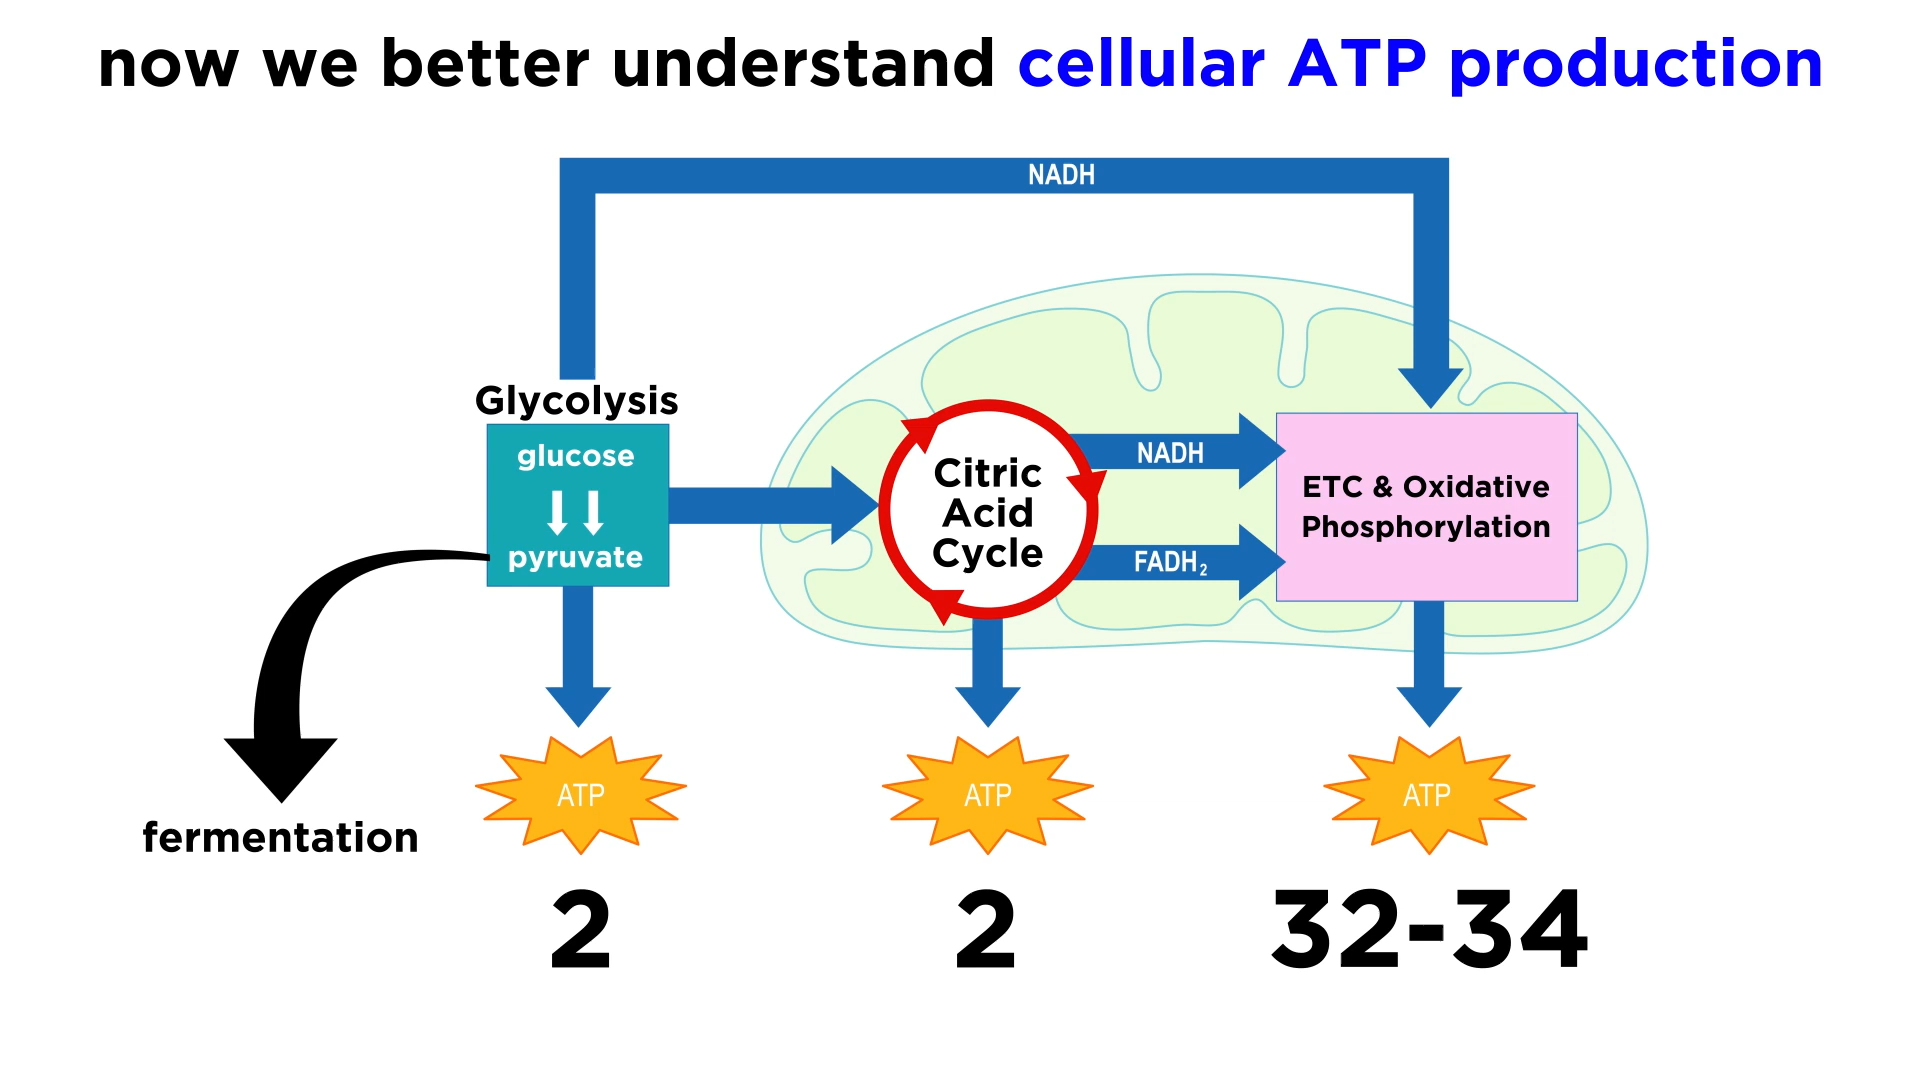 now we better understand cellular ATP production
NADH
Glycolysis
glucose
pyruvate
Citric
Acid
Cycle
NADH
FADH₂
ETC & Oxidative
Phosphorylation
fermentation
ATP
ATP
ATP
2
2
32-34